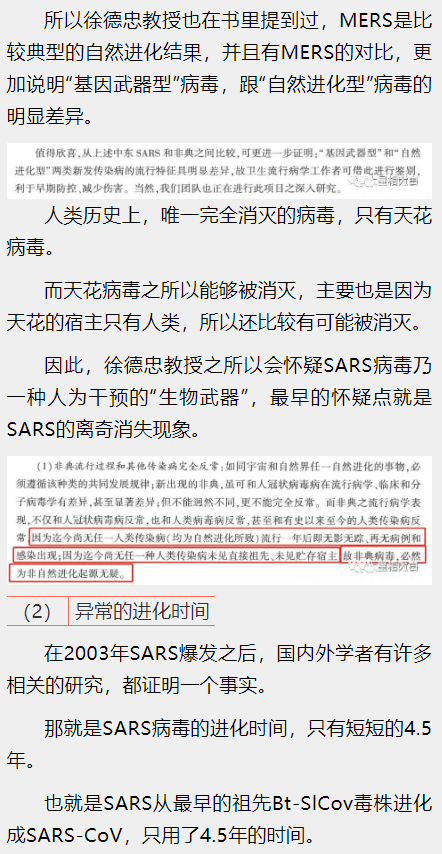 所以徐德忠教授也在书里提到过，MERS是比
较典型的自然进化结果，并且有MERS的对比，更
加说明“基因武器型”病毒，跟“自然进化型”病毒的
明显差异。
值得欣喜，从上述中东 SARS 和非典之间比较，可更进一步证明：“基因武器型”和“自然
进化型”两类新发传染病的流行特征具明显差异，故卫生流行病学工作者可借此进行鉴别，
利于早期防控、减少伤害。当然，我们团队也正在进行此项目之深入研究。
人类历史上，唯一完全消灭的病毒，只有天花
病毒。
而天花病毒之所以能够被消灭，主要也是因为
天花的宿主只有人类，所以还比较有可能被消灭。
因此，徐德忠教授之所以会怀疑SARS病毒乃
一种人为干预的“生物武器”，最早的怀疑点就是
SARS的离奇消失现象。
(1)非典流行过程和其他传染病完全反常：如同宇宙和自然界任一自然进化的事物，必
须遵循该种类的共同发展规律；新出现的非典，虽可和人冠状病毒病在流行病学、临床和分
子病毒学有差异，甚至显著差异；但不能迥然不同，更不能完全反常。而非典之流行病学表
现，不仅和人冠状病毒病反常，也和人类病毒病反常，甚至和有史以来至今的人类传染病反
常，因为迄今尚无任一人类传染病(均为自然进化所致)流行一年后即无影无踪、再无病例和
感染出现；因为迄今尚无任一种人类传染病未见直接祖先、未见贮存宿主，故非典病毒，必然
为非自然进化起源无疑。
（2） 异常的进化时间
在2003年SARS爆发之后，国内外学者有许多
相关的研究，都证明一个事实。
那就是SARS病毒的进化时间，只有短短的4.5
年。
也就是SARS从最早的祖先Bt-SlCov毒株进化
成SARS-CoV，只用了4.5年的时间。